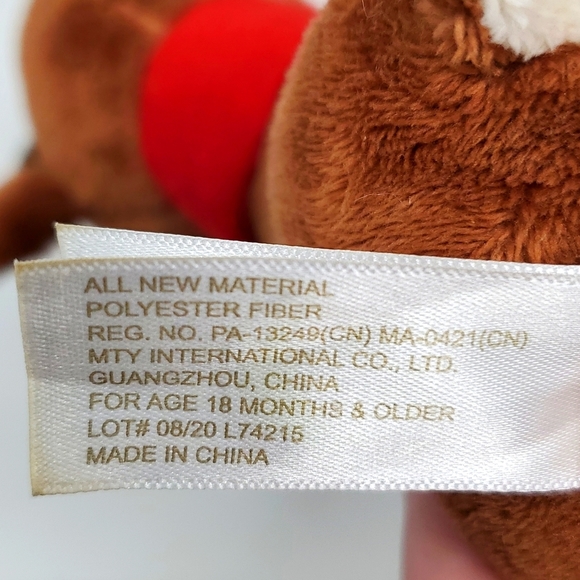 ALL NEW MATERIAL
POLYESTER FIBER
REG. NO. PA-13249(CN) MA-0421(CN)
MTY INTERNATIONAL CO., LTD.
GUANGZHOU, CHINA
FOR AGE 18 MONTHS & OLDER
LOT# 08/20 L74215
MADE IN CHINA